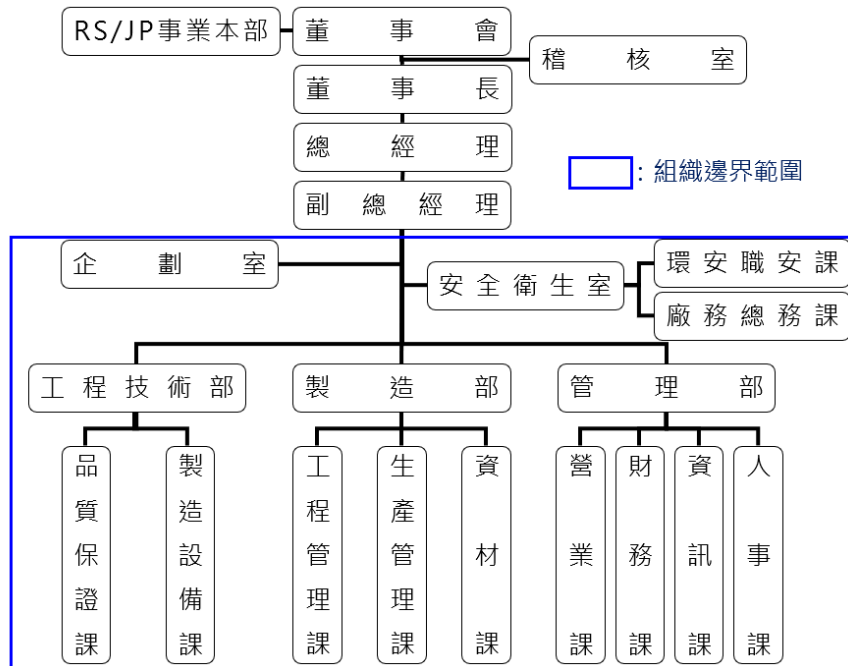 RS/JP事業本部
董事會
稽核室
董事長
總經理
：組織邊界範圍
副總經理
企劃室
環安職安課
安全衛生室
廠務總務課
工程技術部
製造部
管理部
品質保證課
製造設備課
工程管理課
生產管理課
資材課
營業課
財務課
資訊課
人事課